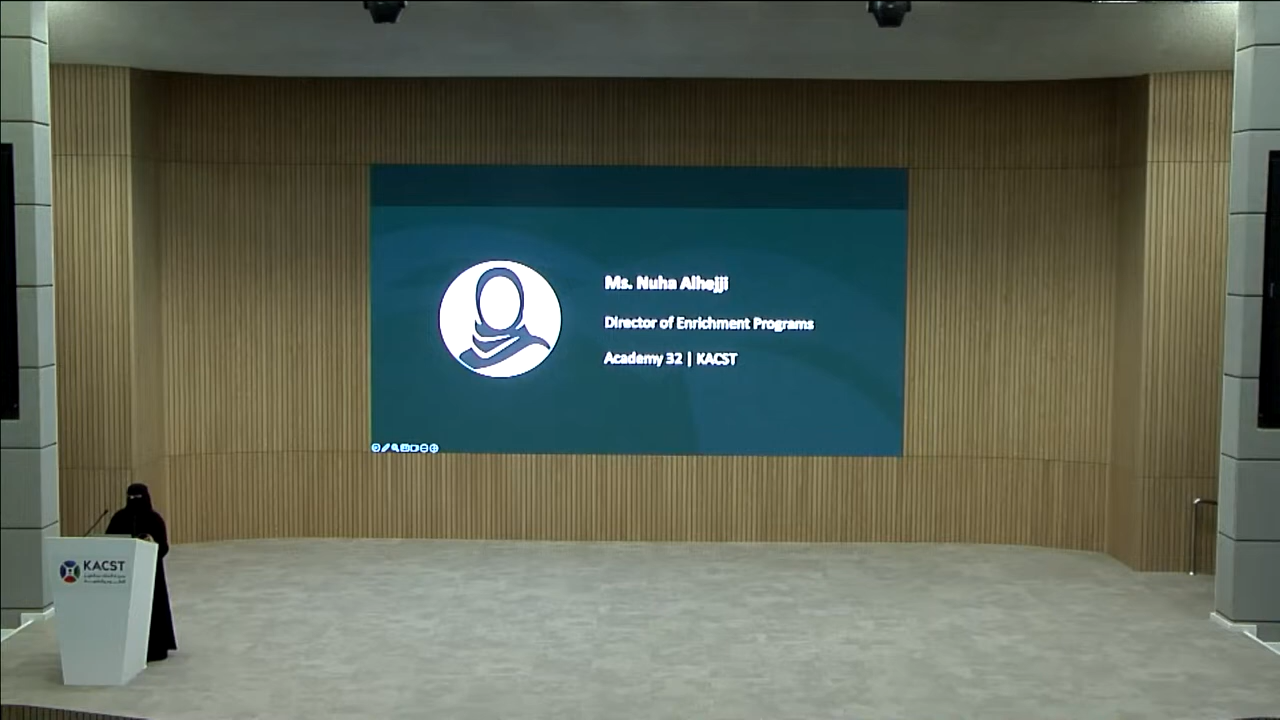 Ms. Nuha Alhejji
Director of Enrichment Programs
Academy 32 | KACST
KACST